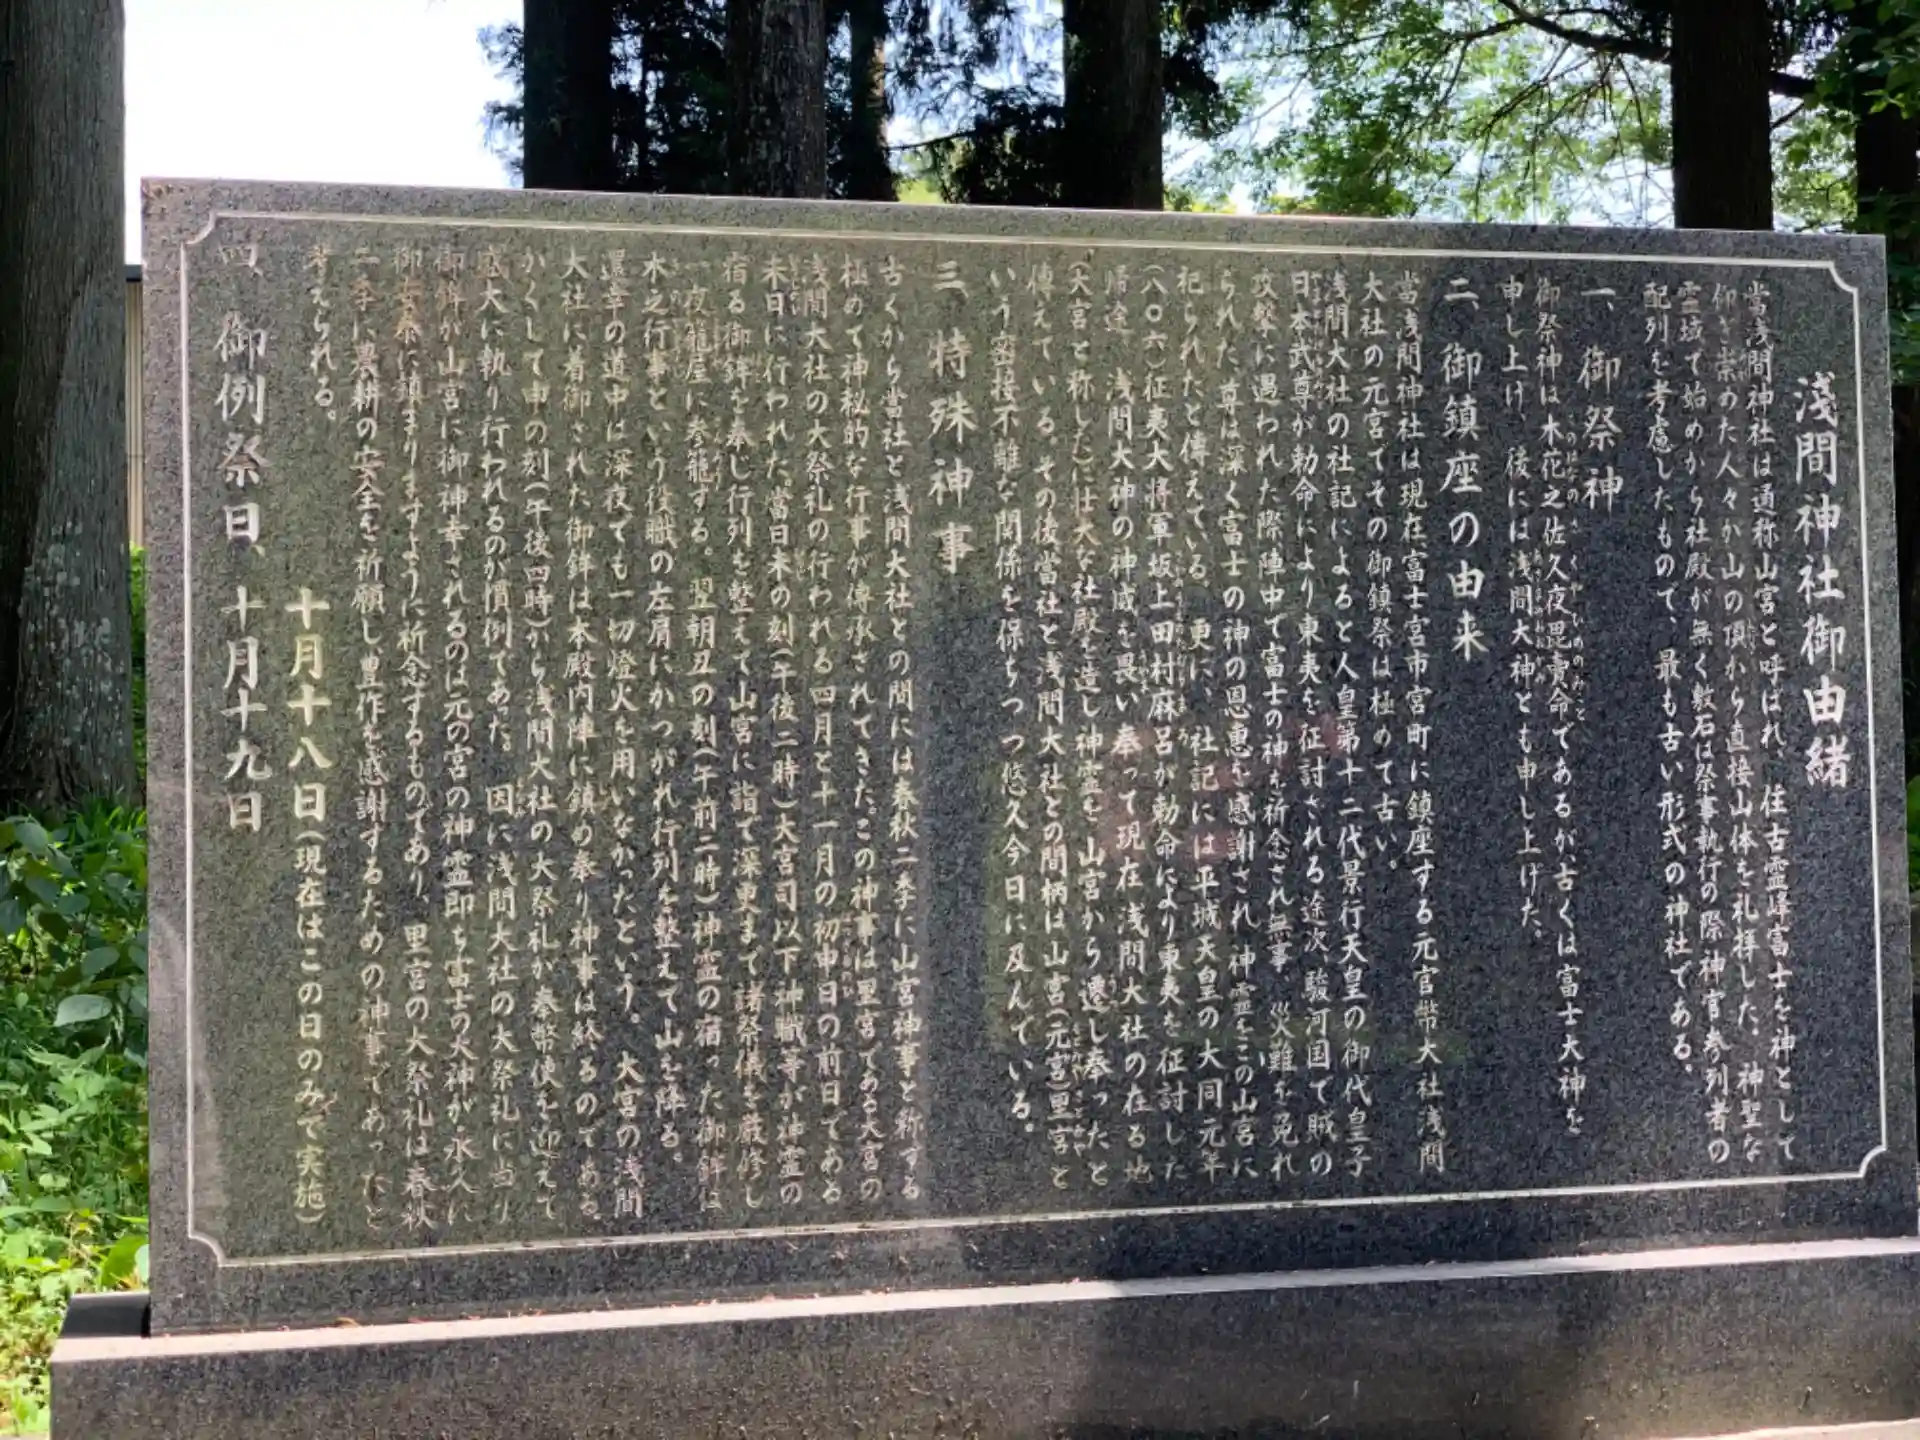 淺間神社御由緒
當浅間神社は通称山宮と呼ばれ、往古霊峰富士を神として
仰ぎ崇めた人々が山の頂から直接山体を礼拝した。神聖な
霊域で始めから社殿が無く敷石は祭事執行の際神官参列者の
配列を考慮したもので、最も古い形式の神社である。
一、御祭神
御祭神は木花之佐久夜毘賣命であるが、古くは富士大神を
申し上げ、後には浅間大神とも申し上げた。
二、御鎮座の由来
當浅間神社は現在富士宮市宮町に鎮座する元官幣大社浅間
大社の元宮でその御鎮祭は極めて古い。
浅間大社の社記によると人皇第十二代景行天皇の御代皇子
日本武尊が勅命により東夷を征討される途次、駿河国で賊の
攻撃に遇われた際陣中で富士の神を祈念され無事災難を免れ
られた。尊は深く富士の神の恩恵を感謝され神霊をこの山宮に
祀られたと傳えている。更に、社記には平城天皇の大同元年
(八〇六)征夷大将軍坂上田村麻呂が勅命により東夷を征討した
帰途、浅間大神の神威を畏い奉って現在浅間大社の在る地
(大宮と称した)に壮大な社殿を造し神霊を山宮から遷し奉ったと
傳えている。その後當社と浅間大社との間柄は山宮(元宮)里宮と
いう密接不離な関係を保ちつつ悠久今日に及んでいる。
三、特殊神事
古くから當社と浅間大社との間には春秋二季に山宮神事と称する
極めて神秘的な行事が傳承されてきた。この神事は里宮である大宮の
浅間大社の大祭礼の行われる四月と十一月の初申日の前日である
未日に行われた。當日未の刻(午後二時)大宮司以下神職等が神霊の
宿る御鉾を奉し行列を整えて山宮に詣で深更まで諸祭儀を厳修し
一夜籠屋に参籠する。翌朝丑の刻(午前二時)神霊の宿った御鉾は
木之行事という役職の左肩にかつがれ行列を整えて山を降る。
還幸の道中は深夜でも一切燈火を用いなかったという。大宮の浅間
大社に着御された御鉾は本殿内陣に鎮め奉り神事は終るのである。
かくして申の刻(午後四時)から浅間大社の大祭礼が奉幣使を迎えて
盛大に執り行われるのが慣例であった。因に浅間大社の大祭礼に当り
御鉾が山宮に御神幸されるのは元の宮の神霊即ち富士の大神が永久に
御安泰に鎮まりますように祈念するものであり、里宮の大祭礼は春秋
二季に農耕の安全を祈願し豊作を感謝するための神事であったと
考えられる。
十月十八日(現在はこの日のみで実施)
四、御例祭日、十月十九日